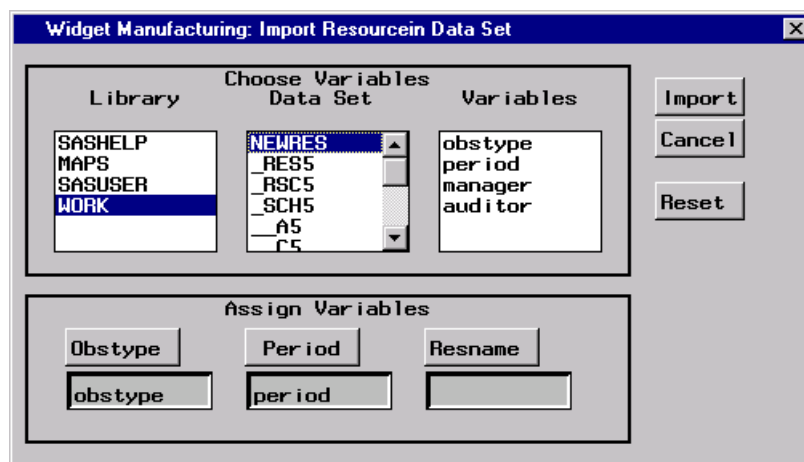 Widget Manufacturing: Import Resourcein Data Set
Choose Variables
Library Data Set Variables
SASHELP
MAPS
SASUSER
WORK
NEWRES
_RES5
_RSC5
_SCH5
__A5
__C5
obstype
period
manager
auditor
Import
Cancel
Reset
Assign Variables
Obstype Period Resname
obstype period